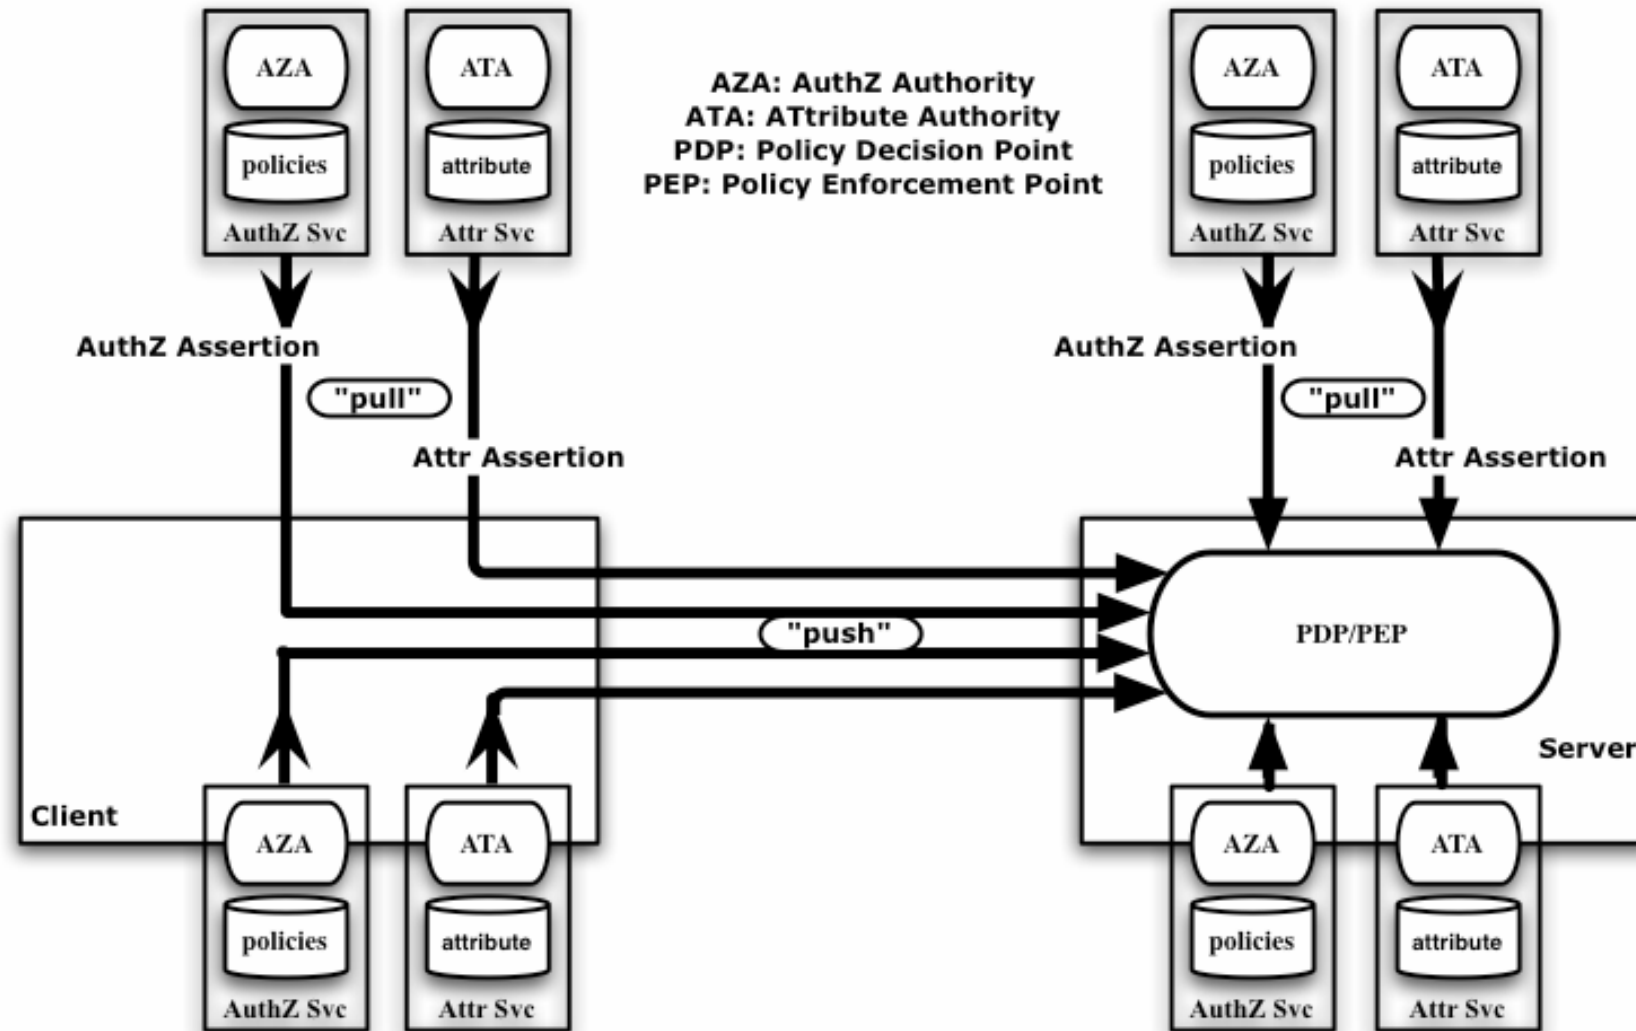 AZA
ATA
AZA
ATA
AZA: AuthZ Authority
ATA: ATtribute Authority
PDP: Policy Decision Point
PEP: Policy Enforcement Point
policies
attribute
policies
attribute
AuthZ Svc
Attr Svc
AuthZ Svc
Attr Svc
AuthZ Assertion
AuthZ Assertion
"pull"
"pull"
Attr Assertion
Attr Assertion
"push"
PDP/PEP
Server
Client
AZA
ATA
AZA
ATA
policies
attribute
policies
attribute
AuthZ Svc
Attr Svc
AuthZ Svc
Attr Svc